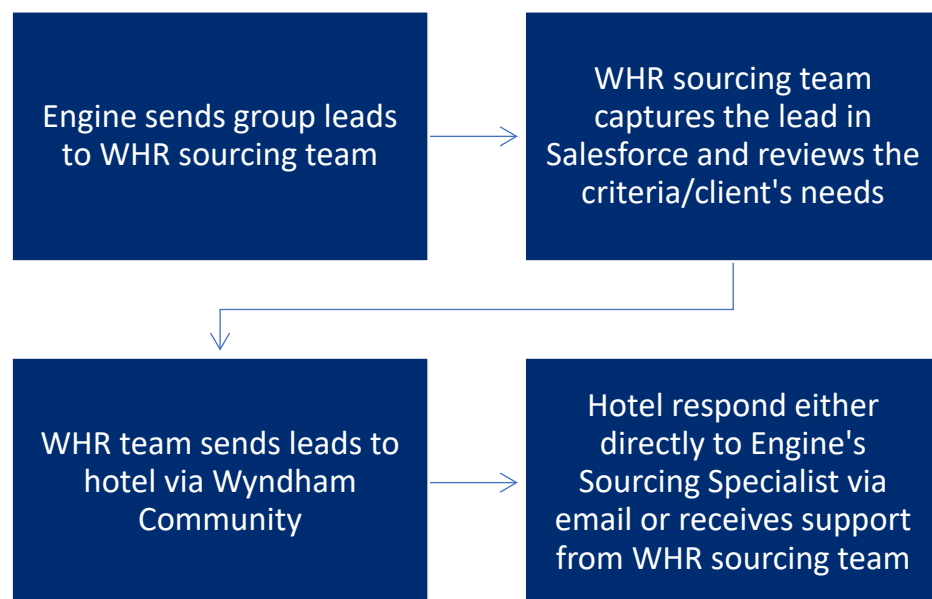 Engine sends group leads
to WHR sourcing team
WHR sourcing team
captures the lead in
Salesforce and reviews the
criteria/client's needs
WHR team sends leads to
hotel via Wyndham
Community
Hotel respond either
directly to Engine's
Sourcing Specialist via
email or receives support
from WHR sourcing team